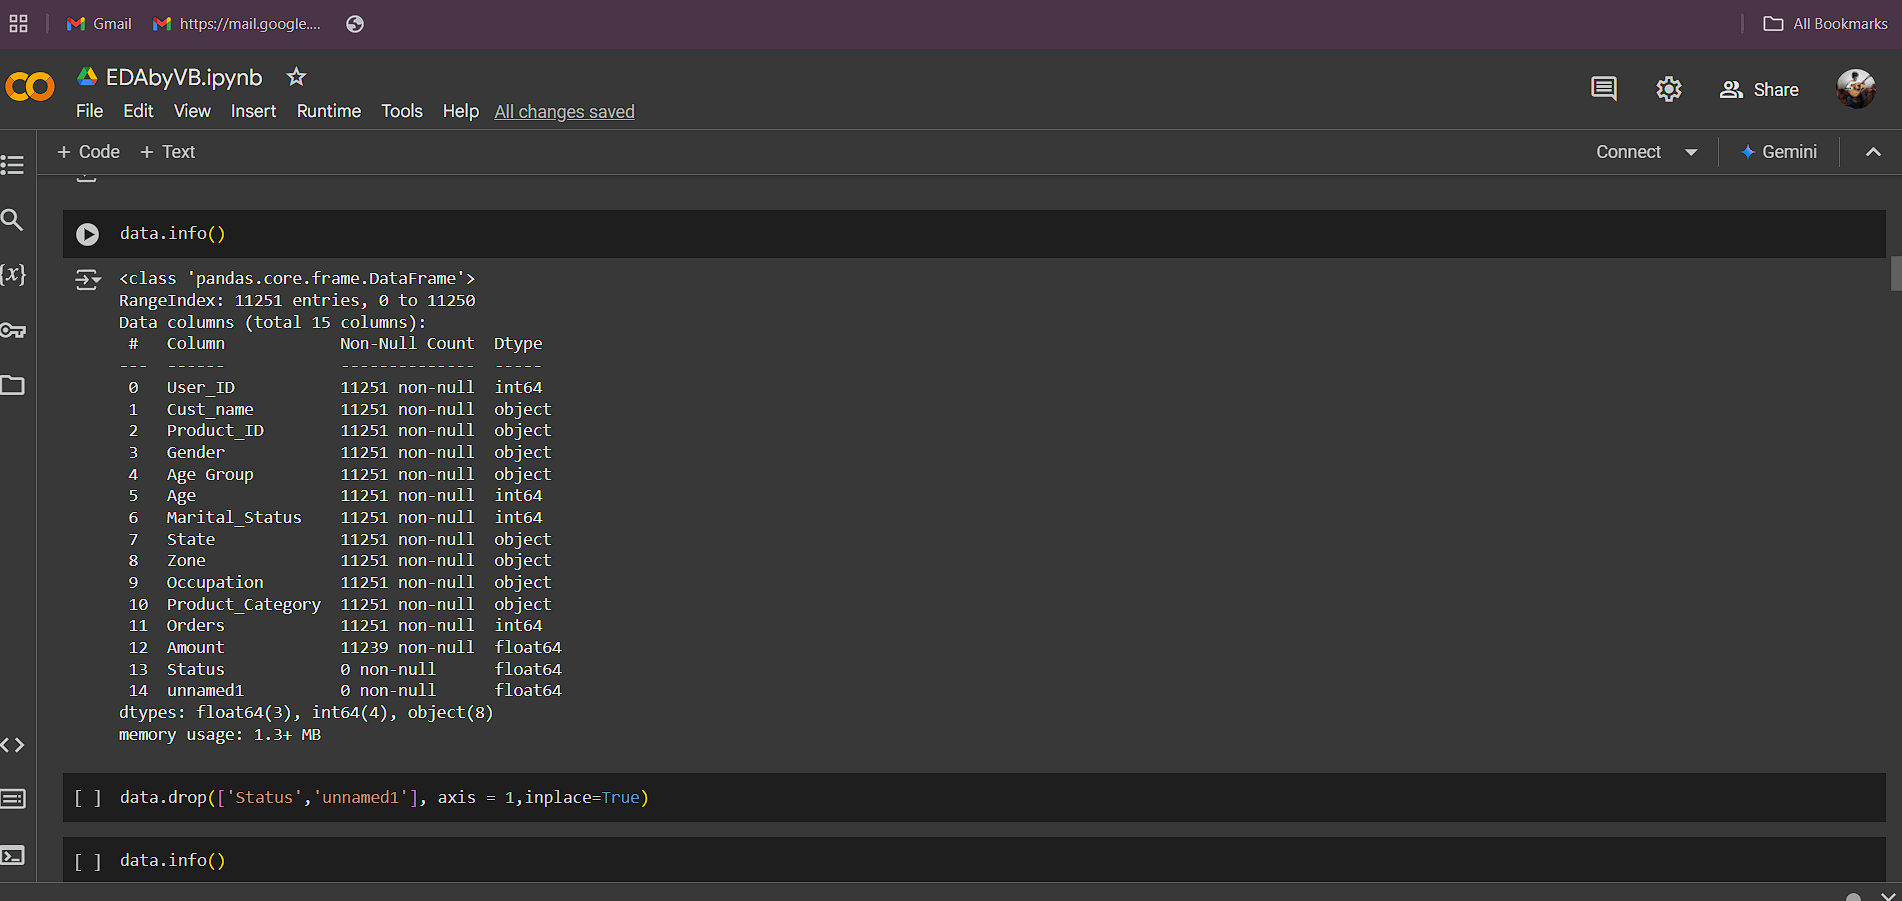 Gmail https://mail.google.... All Bookmarks
CO EDAbyVB.ipynb
File Edit View Insert Runtime Tools Help All changes saved Share
+ Code + Text Connect Gemini
{x}
data.info()
<class 'pandas.core.frame.DataFrame'>
RangeIndex: 11251 entries, 0 to 11250
Data columns (total 15 columns):
# Column Non-Null Count Dtype
--- ------ -------------- -----
0 User_ID 11251 non-null int64
1 Cust_name 11251 non-null object
2 Product_ID 11251 non-null object
3 Gender 11251 non-null object
4 Age Group 11251 non-null object
5 Age 11251 non-null int64
6 Marital_Status 11251 non-null int64
7 State 11251 non-null object
8 Zone 11251 non-null object
9 Occupation 11251 non-null object
10 Product_Category 11251 non-null object
11 Orders 11251 non-null int64
12 Amount 11239 non-null float64
13 Status 0 non-null float64
14 unnamed1 0 non-null float64
dtypes: float64(3), int64(4), object(8)
memory usage: 1.3+ MB
[ ] data.drop(['Status','unnamed1'], axis = 1,inplace=True)
[ ] data.info()